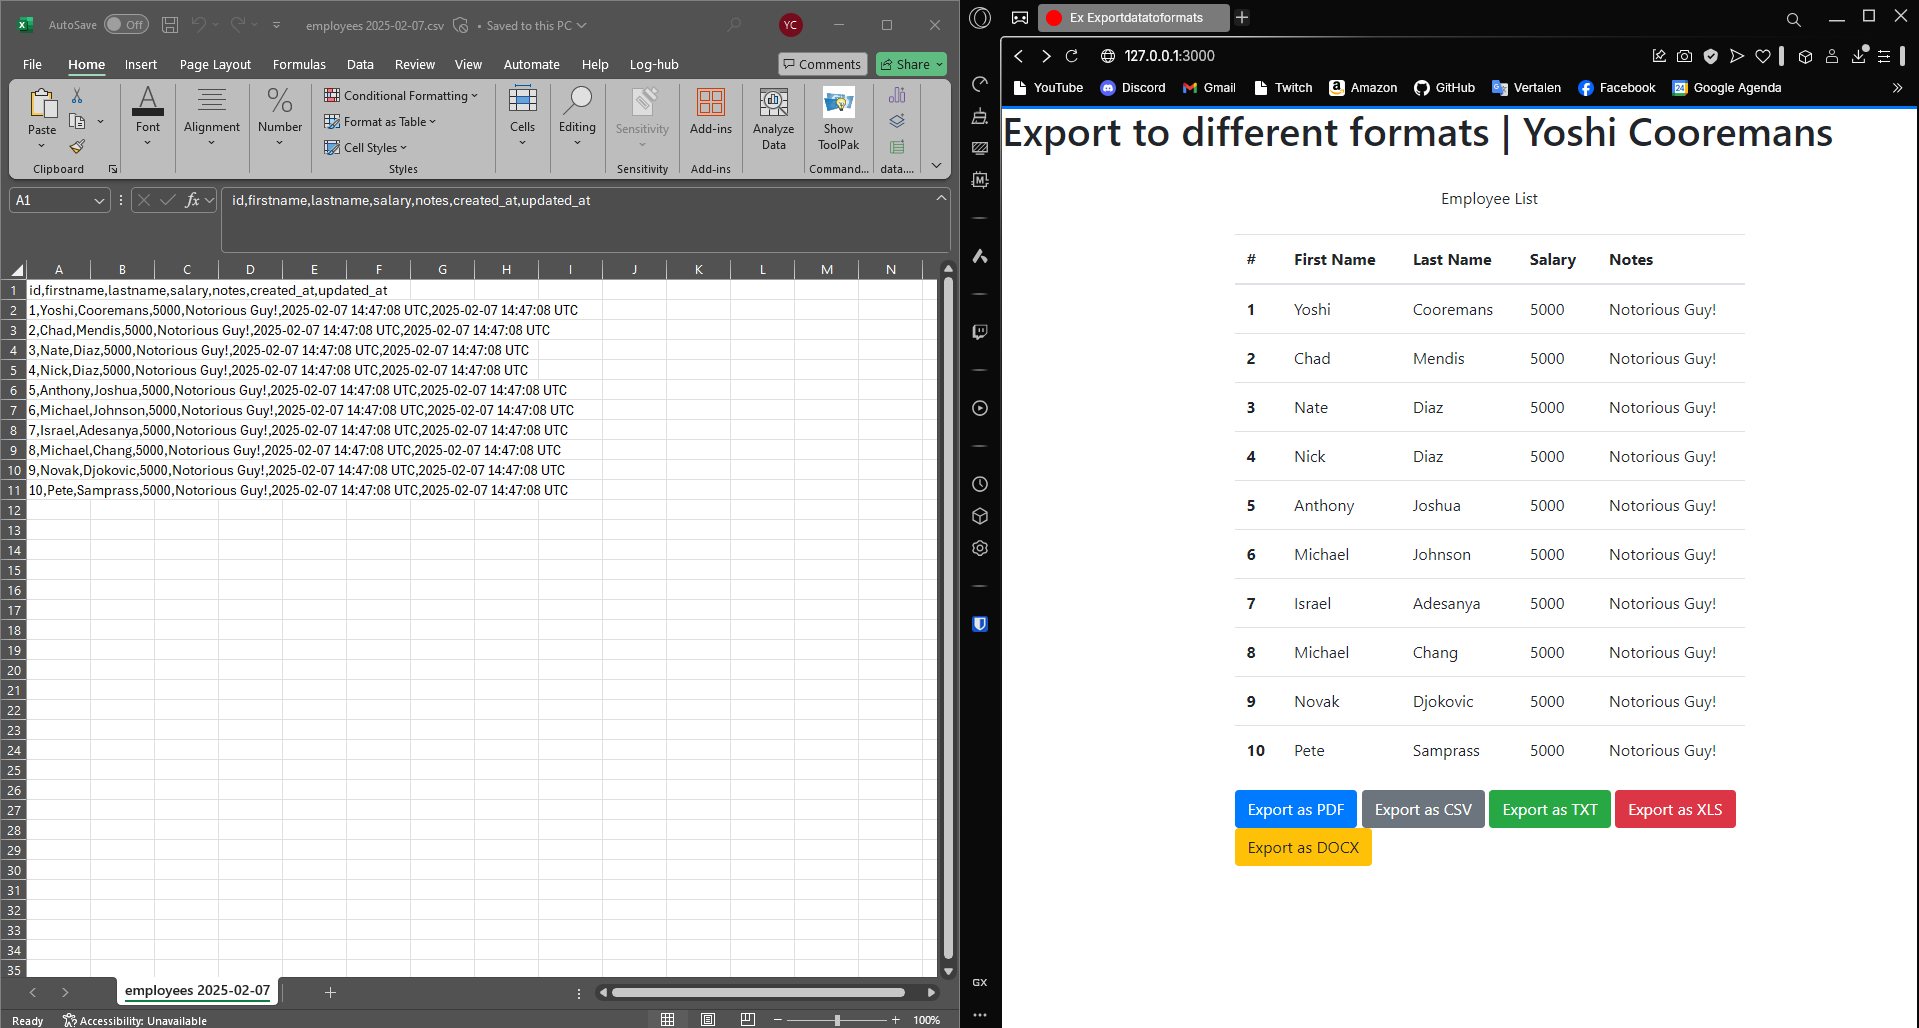 AutoSave Off employees 2025-02-07.csv • Saved to this PC YC
File Home Insert Page Layout Formulas Data Review View Automate Help Log-hub Comments Share
Paste
Clipboard
Font
Alignment
%
Number
Conditional Formatting
Format as Table
Cell Styles
Styles
Cells
Editing
Sensitivity
Sensitivity
Add-ins
Add-ins
Analyze
Data
Show
ToolPak
Command...
data....
A1 fx id,firstname,lastname,salary,notes,created_at,updated_at
A B C D E F G H I J K L M N
1 id,firstname,lastname,salary,notes,created_at,updated_at
2 1,Yoshi,Cooremans,5000,Notorious Guy!,2025-02-07 14:47:08 UTC,2025-02-07 14:47:08 UTC
3 2,Chad,Mendis,5000,Notorious Guy!,2025-02-07 14:47:08 UTC,2025-02-07 14:47:08 UTC
4 3,Nate,Diaz,5000,Notorious Guy!,2025-02-07 14:47:08 UTC,2025-02-07 14:47:08 UTC
5 4,Nick,Diaz,5000,Notorious Guy!,2025-02-07 14:47:08 UTC,2025-02-07 14:47:08 UTC
6 5,Anthony,Joshua,5000,Notorious Guy!,2025-02-07 14:47:08 UTC,2025-02-07 14:47:08 UTC
7 6,Michael,Johnson,5000,Notorious Guy!,2025-02-07 14:47:08 UTC,2025-02-07 14:47:08 UTC
8 7,Israel,Adesanya,5000,Notorious Guy!,2025-02-07 14:47:08 UTC,2025-02-07 14:47:08 UTC
9 8,Michael,Chang,5000,Notorious Guy!,2025-02-07 14:47:08 UTC,2025-02-07 14:47:08 UTC
10 9,Novak,Djokovic,5000,Notorious Guy!,2025-02-07 14:47:08 UTC,2025-02-07 14:47:08 UTC
11 10,Pete,Samprass,5000,Notorious Guy!,2025-02-07 14:47:08 UTC,2025-02-07 14:47:08 UTC
12
13
14
15
16
17
18
19
20
21
22
23
24
25
26
27
28
29
30
31
32
33
34
35
employees 2025-02-07
Ready Accessibility: Unavailable 100%
Ex Exportdatatoformats
127.0.0.1:3000
YouTube Discord Gmail Twitch Amazon GitHub Vertalen Facebook 24 Google Agenda
GX
Export to different formats | Yoshi Cooremans
Employee List
# First Name Last Name Salary Notes
1 Yoshi Cooremans 5000 Notorious Guy!
2 Chad Mendis 5000 Notorious Guy!
3 Nate Diaz 5000 Notorious Guy!
4 Nick Diaz 5000 Notorious Guy!
5 Anthony Joshua 5000 Notorious Guy!
6 Michael Johnson 5000 Notorious Guy!
7 Israel Adesanya 5000 Notorious Guy!
8 Michael Chang 5000 Notorious Guy!
9 Novak Djokovic 5000 Notorious Guy!
10 Pete Samprass 5000 Notorious Guy!
Export as PDF Export as CSV Export as TXT Export as XLS
Export as DOCX